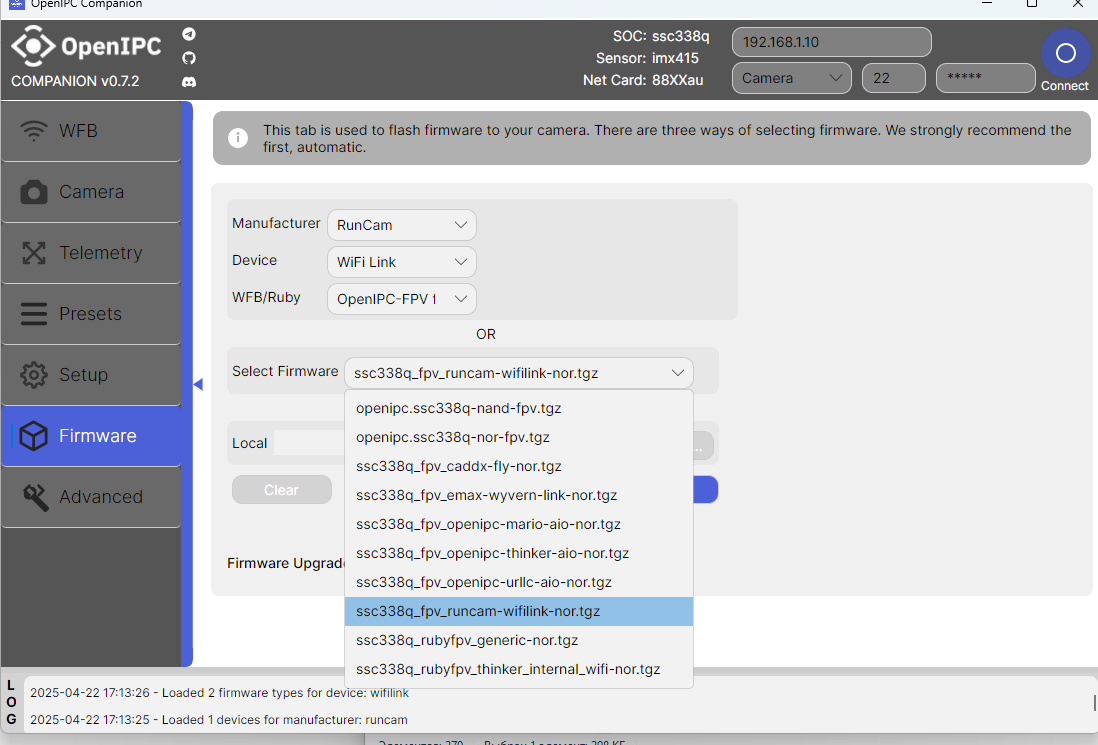 OpenIPC Companion
OpenIPC
COMPANION v0.7.2
SOC: ssc338q
Sensor: imx415
Net Card: 88XXau
192.168.1.10
Camera
22
*****
Connect
WFB
Camera
Telemetry
Presets
Setup
Firmware
Advanced
This tab is used to flash firmware to your camera. There are three ways of selecting firmware. We strongly recommend the
first, automatic.
Manufacturer
RunCam
Device
WiFi Link
WFB/Ruby
OpenIPC-FPV f
OR
Select Firmware
ssc338q_fpv_runcam-wifilink-nor.tgz
openipc.ssc338q-nand-fpv.tgz
openipc.ssc338q-nor-fpv.tgz
ssc338q_fpv_caddx-fly-nor.tgz
ssc338q_fpv_emax-wyvern-link-nor.tgz
ssc338q_fpv_openipc-mario-aio-nor.tgz
ssc338q_fpv_openipc-thinker-aio-nor.tgz
ssc338q_fpv_openipc-urllc-aio-nor.tgz
ssc338q_fpv_runcam-wifilink-nor.tgz
ssc338q_rubyfpv_generic-nor.tgz
ssc338q_rubyfpv_thinker_internal_wifi-nor.tgz
Local
...
Clear
Firmware Upgrade
LOG
2025-04-22 17:13:26 - Loaded 2 firmware types for device: wifilink
2025-04-22 17:13:25 - Loaded 1 devices for manufacturer: runcam